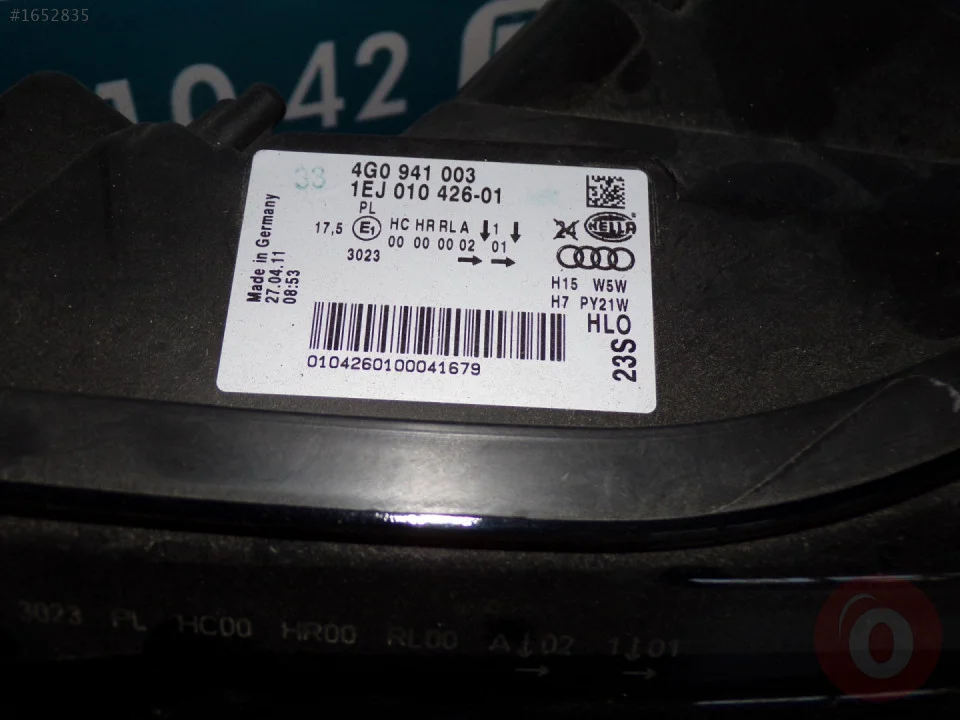 #1652835
19 42
33
4G0 941 003
1EJ 010 426-01
PL
17,5 E1 HC HR RL A ↓1 ↓
00 00 00 02 01
3023 → →
Made in Germany
27.04.11
08:53
HELLA
H15 W5W
H7 PY21W
HLO
23S
0104260100041679
3023 PL HC00 HR00 RL00 A↓02 1↓01
→ →